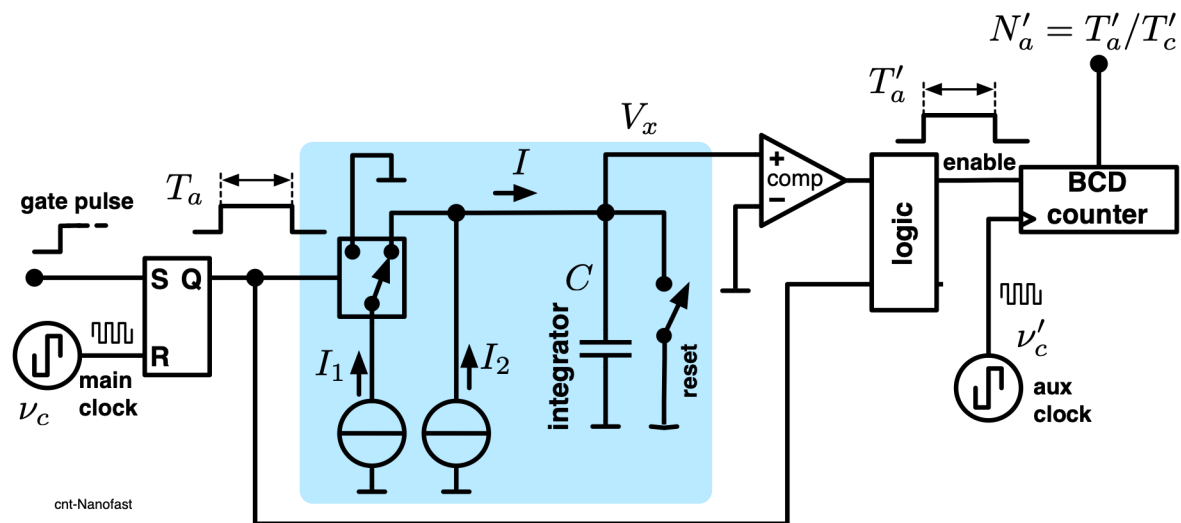 N′ₐ = T′ₐ/T′c
T′ₐ
Vₓ
I
Tₐ
gate pulse
+
comp
−
enable
BCD
counter
logic
S Q
R
C
integrator
reset
I₁
I₂
main
clock
νc
ν′c
aux
clock
cnt-Nanofast